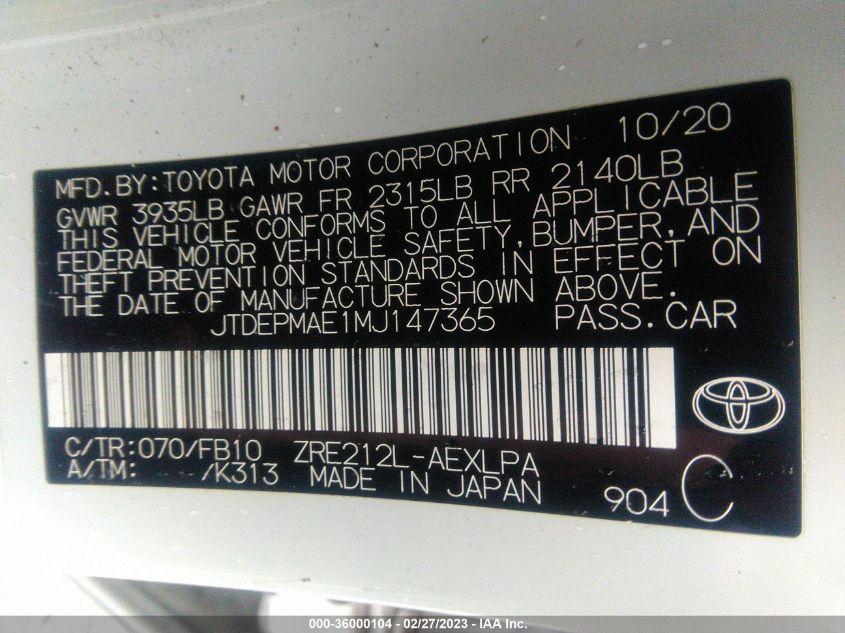 MFD.BY:TOYOTA MOTOR CORPORATION 10/20
GVWR 3935LB GAWR FR 2315LB RR 2140LB
THIS VEHICLE CONFORMS TO ALL APPLICABLE
FEDERAL MOTOR VEHICLE SAFETY,BUMPER,AND
THEFT PREVENTION STANDARDS IN EFFECT ON
THE DATE OF MANUFACTURE SHOWN ABOVE.
JTDEPMAE1MJ147365 PASS.CAR
C/TR:070/FB10 ZRE212L-AEXLPA
A/TM: /K313 MADE IN JAPAN 904 C
000-36000104 - 02/27/2023 - IAA Inc.